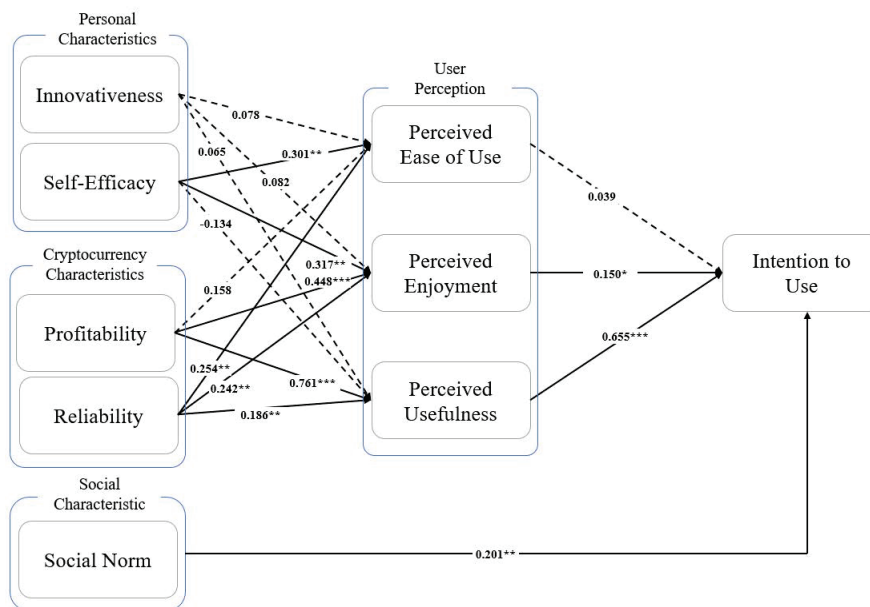 Personal
Characteristics
Innovativeness
Self-Efficacy
Cryptocurrency
Characteristics
Profitability
Reliability
Social
Characteristic
Social Norm
0.078
0.065
0.301**
0.082
-0.134
0.317**
0.448***
0.158
0.254**
0.242**
0.761***
0.186**
User
Perception
Perceived
Ease of Use
Perceived
Enjoyment
Perceived
Usefulness
0.039
0.150*
0.655***
0.201**
Intention to
Use